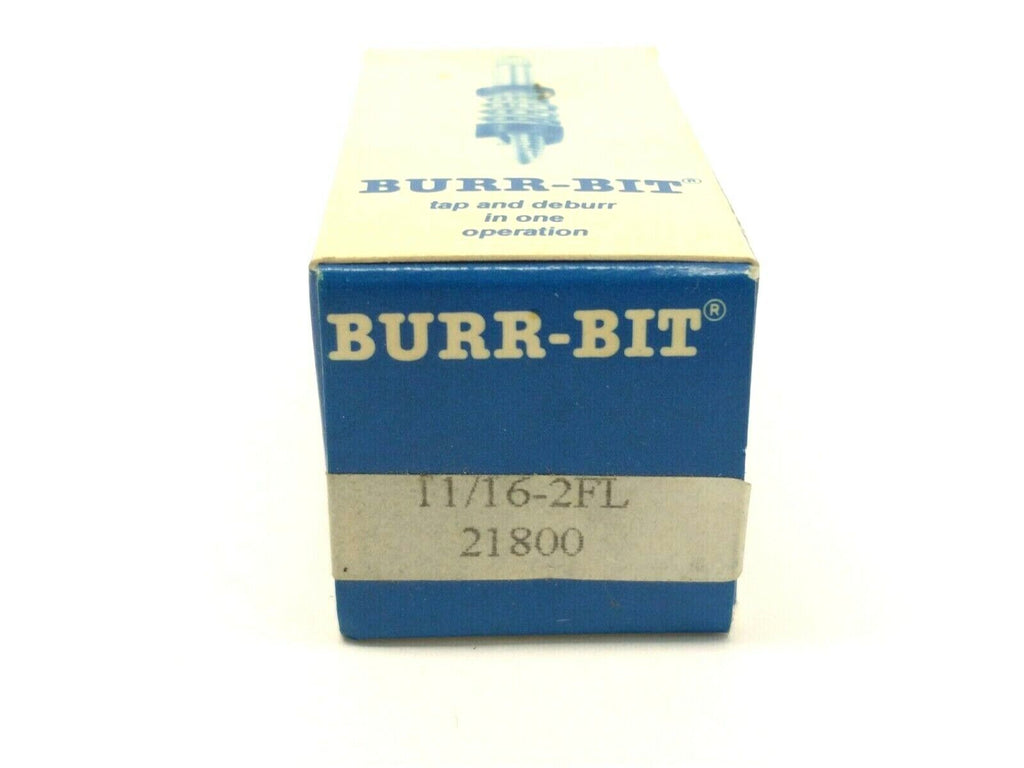 BURR-BIT®
tap and deburr
in one
operation
BURR-BIT®
11/16-2FL
21800